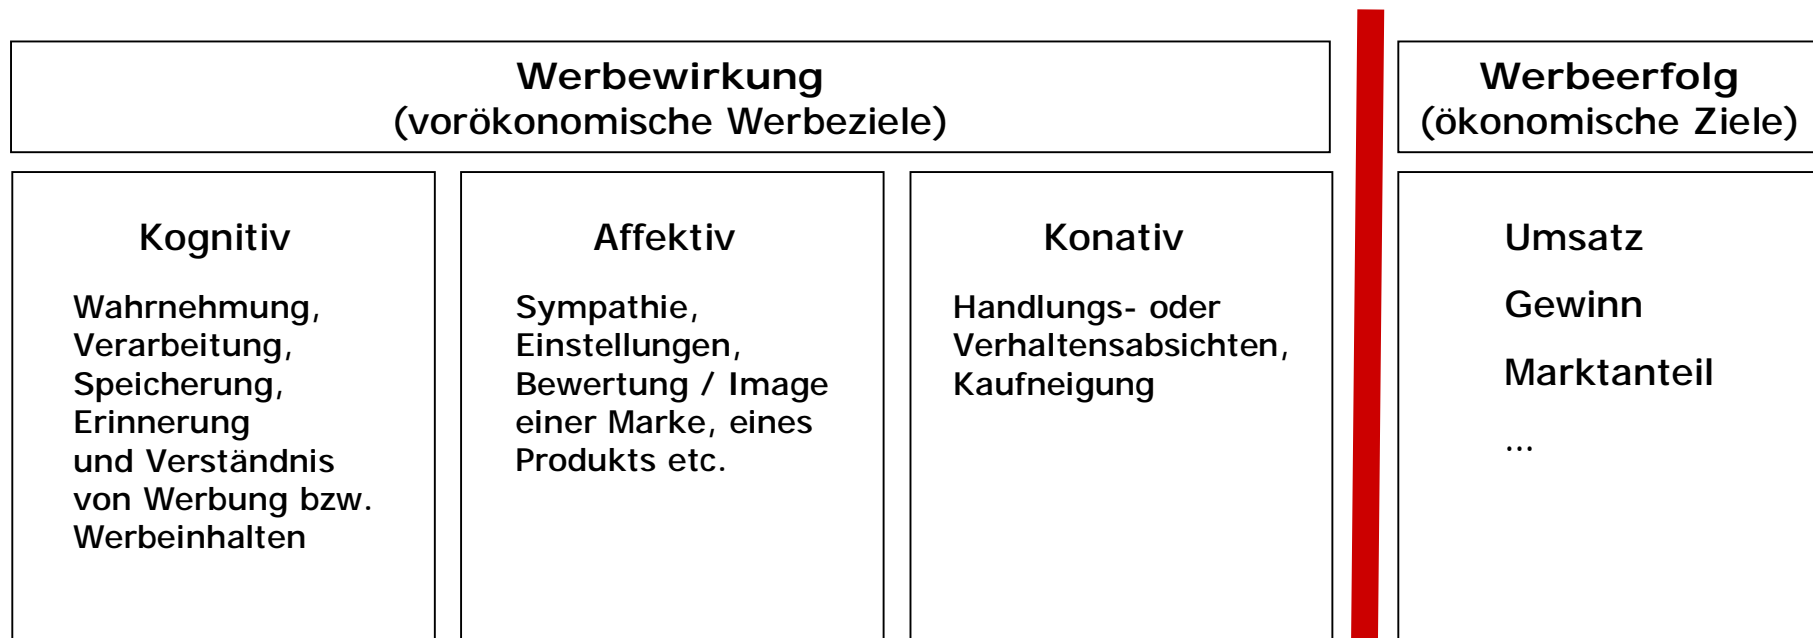 Werbewirkung
(vorökonomische Werbeziele)
Werbeerfolg
(ökonomische Ziele)
Kognitiv
Wahrnehmung,
Verarbeitung,
Speicherung,
Erinnerung
und Verständnis
von Werbung bzw.
Werbeinhalten
Affektiv
Sympathie,
Einstellungen,
Bewertung / Image
einer Marke, eines
Produkts etc.
Konativ
Handlungs- oder
Verhaltensabsichten,
Kaufneigung
Umsatz
Gewinn
Marktanteil
...